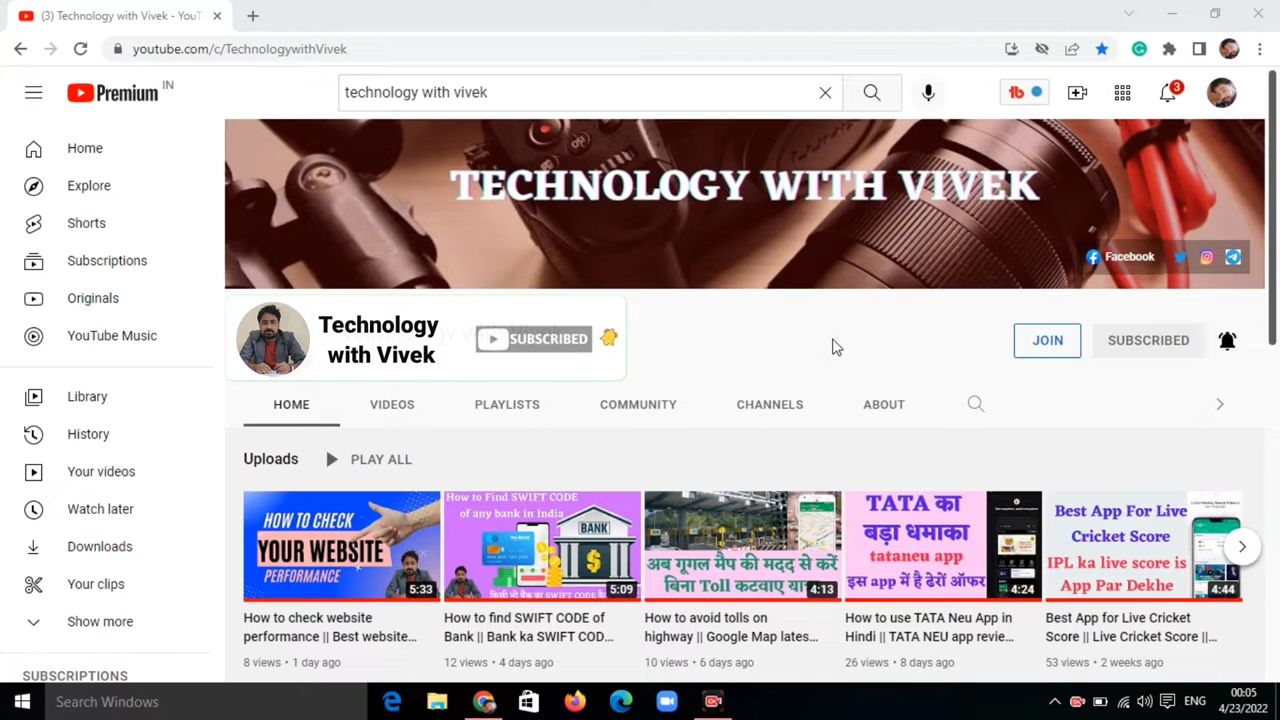 (3) Technology with Vivek - YouT
youtube.com/c/TechnologywithVivek
Premium IN
technology with vivek
3
Home
Explore
Shorts
Subscriptions
Originals
YouTube Music
Library
History
Your videos
Watch later
Downloads
Your clips
Show more
SUBSCRIPTIONS
TECHNOLOGY WITH VIVEK
Facebook
Technology
with Vivek
SUBSCRIBED
JOIN
SUBSCRIBED
HOME
VIDEOS
PLAYLISTS
COMMUNITY
CHANNELS
ABOUT
Uploads
PLAY ALL
HOW TO CHECK
YOUR WEBSITE
PERFORMANCE
5:33
How to check website
performance || Best website...
8 views • 1 day ago
How to Find SWIFT CODE
of any bank in India
BANK
किसी भी बैंक का SWIFT COD
5:09
How to find SWIFT CODE of
Bank || Bank ka SWIFT COD...
12 views • 4 days ago
अब गूगल मैप की मदद से करें
बिना Toll कटवाए या
4:13
How to avoid tolls on
highway || Google Map lates...
10 views • 6 days ago
TATA का
बड़ा धमाका
tataneu app
इस app में है ढेरों ऑफर
4:24
How to use TATA Neu App in
Hindi || TATA NEU app revie...
26 views • 8 days ago
Best App For Live
Cricket Score
IPL ka live score is
App Par Dekhe
4:44
Best App for Live Cricket
Score || Live Cricket Score ||...
53 views • 2 weeks ago
Search Windows
ENG
00:05
4/23/2022